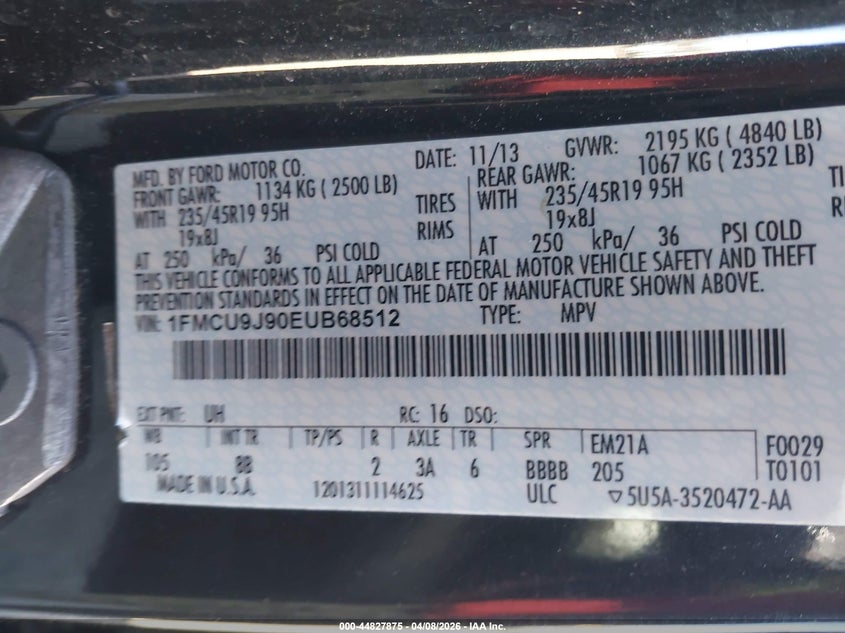 MFD. BY FORD MOTOR CO. DATE: 11/13 GVWR: 2195 KG ( 4840 LB)
FRONT GAWR: 1134 KG ( 2500 LB) REAR GAWR: 1067 KG ( 2352 LB)
WITH 235/45R19 95H TIRES WITH 235/45R19 95H TI
19x8J RIMS 19x8J
AT 250 kPa/ 36 PSI COLD AT 250 kPa/ 36 PSI COLD
THIS VEHICLE CONFORMS TO ALL APPLICABLE FEDERAL MOTOR VEHICLE SAFETY AND THEFT
PREVENTION STANDARDS IN EFFECT ON THE DATE OF MANUFACTURE SHOWN ABOVE.
VIN: 1FMCU9J90EUB68512 TYPE: MPV
EXT PNT: UH RC: 16 DSO:
WB INT TR TP/PS R AXLE TR SPR EM21A F0029
105 8B 2 3A 6 BBBB 205 T0101
MADE IN U.S.A. 1201311114625 ULC ▽5U5A-3520472-AA
000-44827875 - 04/08/2026 - IAA Inc.